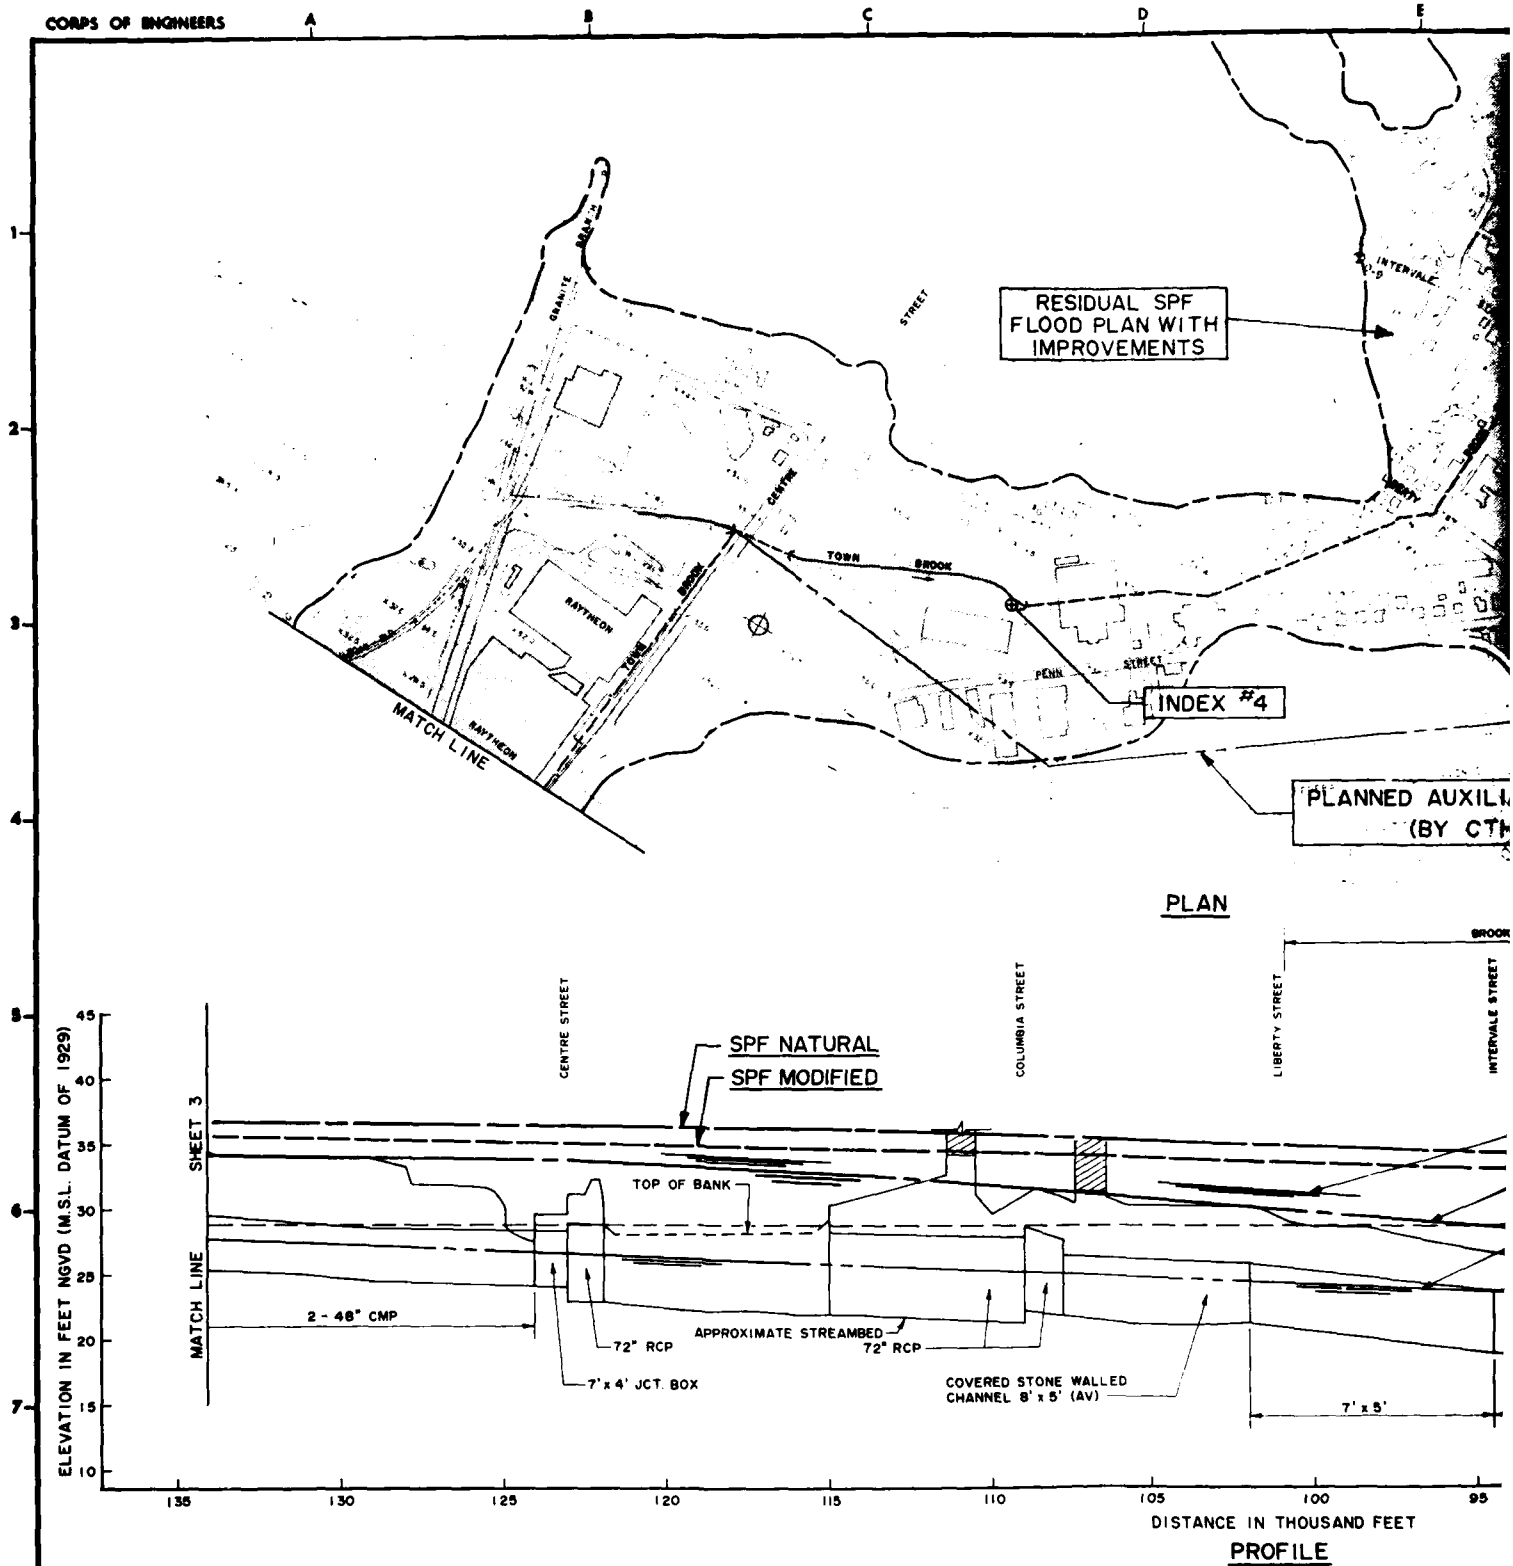 CORPS OF ENGINEERS
A
B
C
D
E
1
2
3
4
5
6
7
BRANCH
GRANITE
STREET
INTERVALE
RESIDUAL SPF
FLOOD PLAN WITH
IMPROVEMENTS
CENTRE
LIBERTY
TOWN BROOK
RAYTHEON
TOWN BROOK
PENN STREET
INDEX #4
MATCH LINE
RAYTHEON
PLANNED AUXILI
(BY CTH
PLAN
BROOK
CENTRE STREET
COLUMBIA STREET
LIBERTY STREET
INTERVALE STREET
SPF NATURAL
SPF MODIFIED
ELEVATION IN FEET NGVD (M.S.L. DATUM OF 1929)
45
40
35
30
25
20
15
10
MATCH LINE SHEET 3
TOP OF BANK
2 - 48" CMP
72" RCP
7' x 4' JCT. BOX
APPROXIMATE STREAMBED
72" RCP
COVERED STONE WALLED
CHANNEL 8' x 5' (AV)
7' x 5'
135
130
125
120
115
110
105
100
95
DISTANCE IN THOUSAND FEET
PROFILE